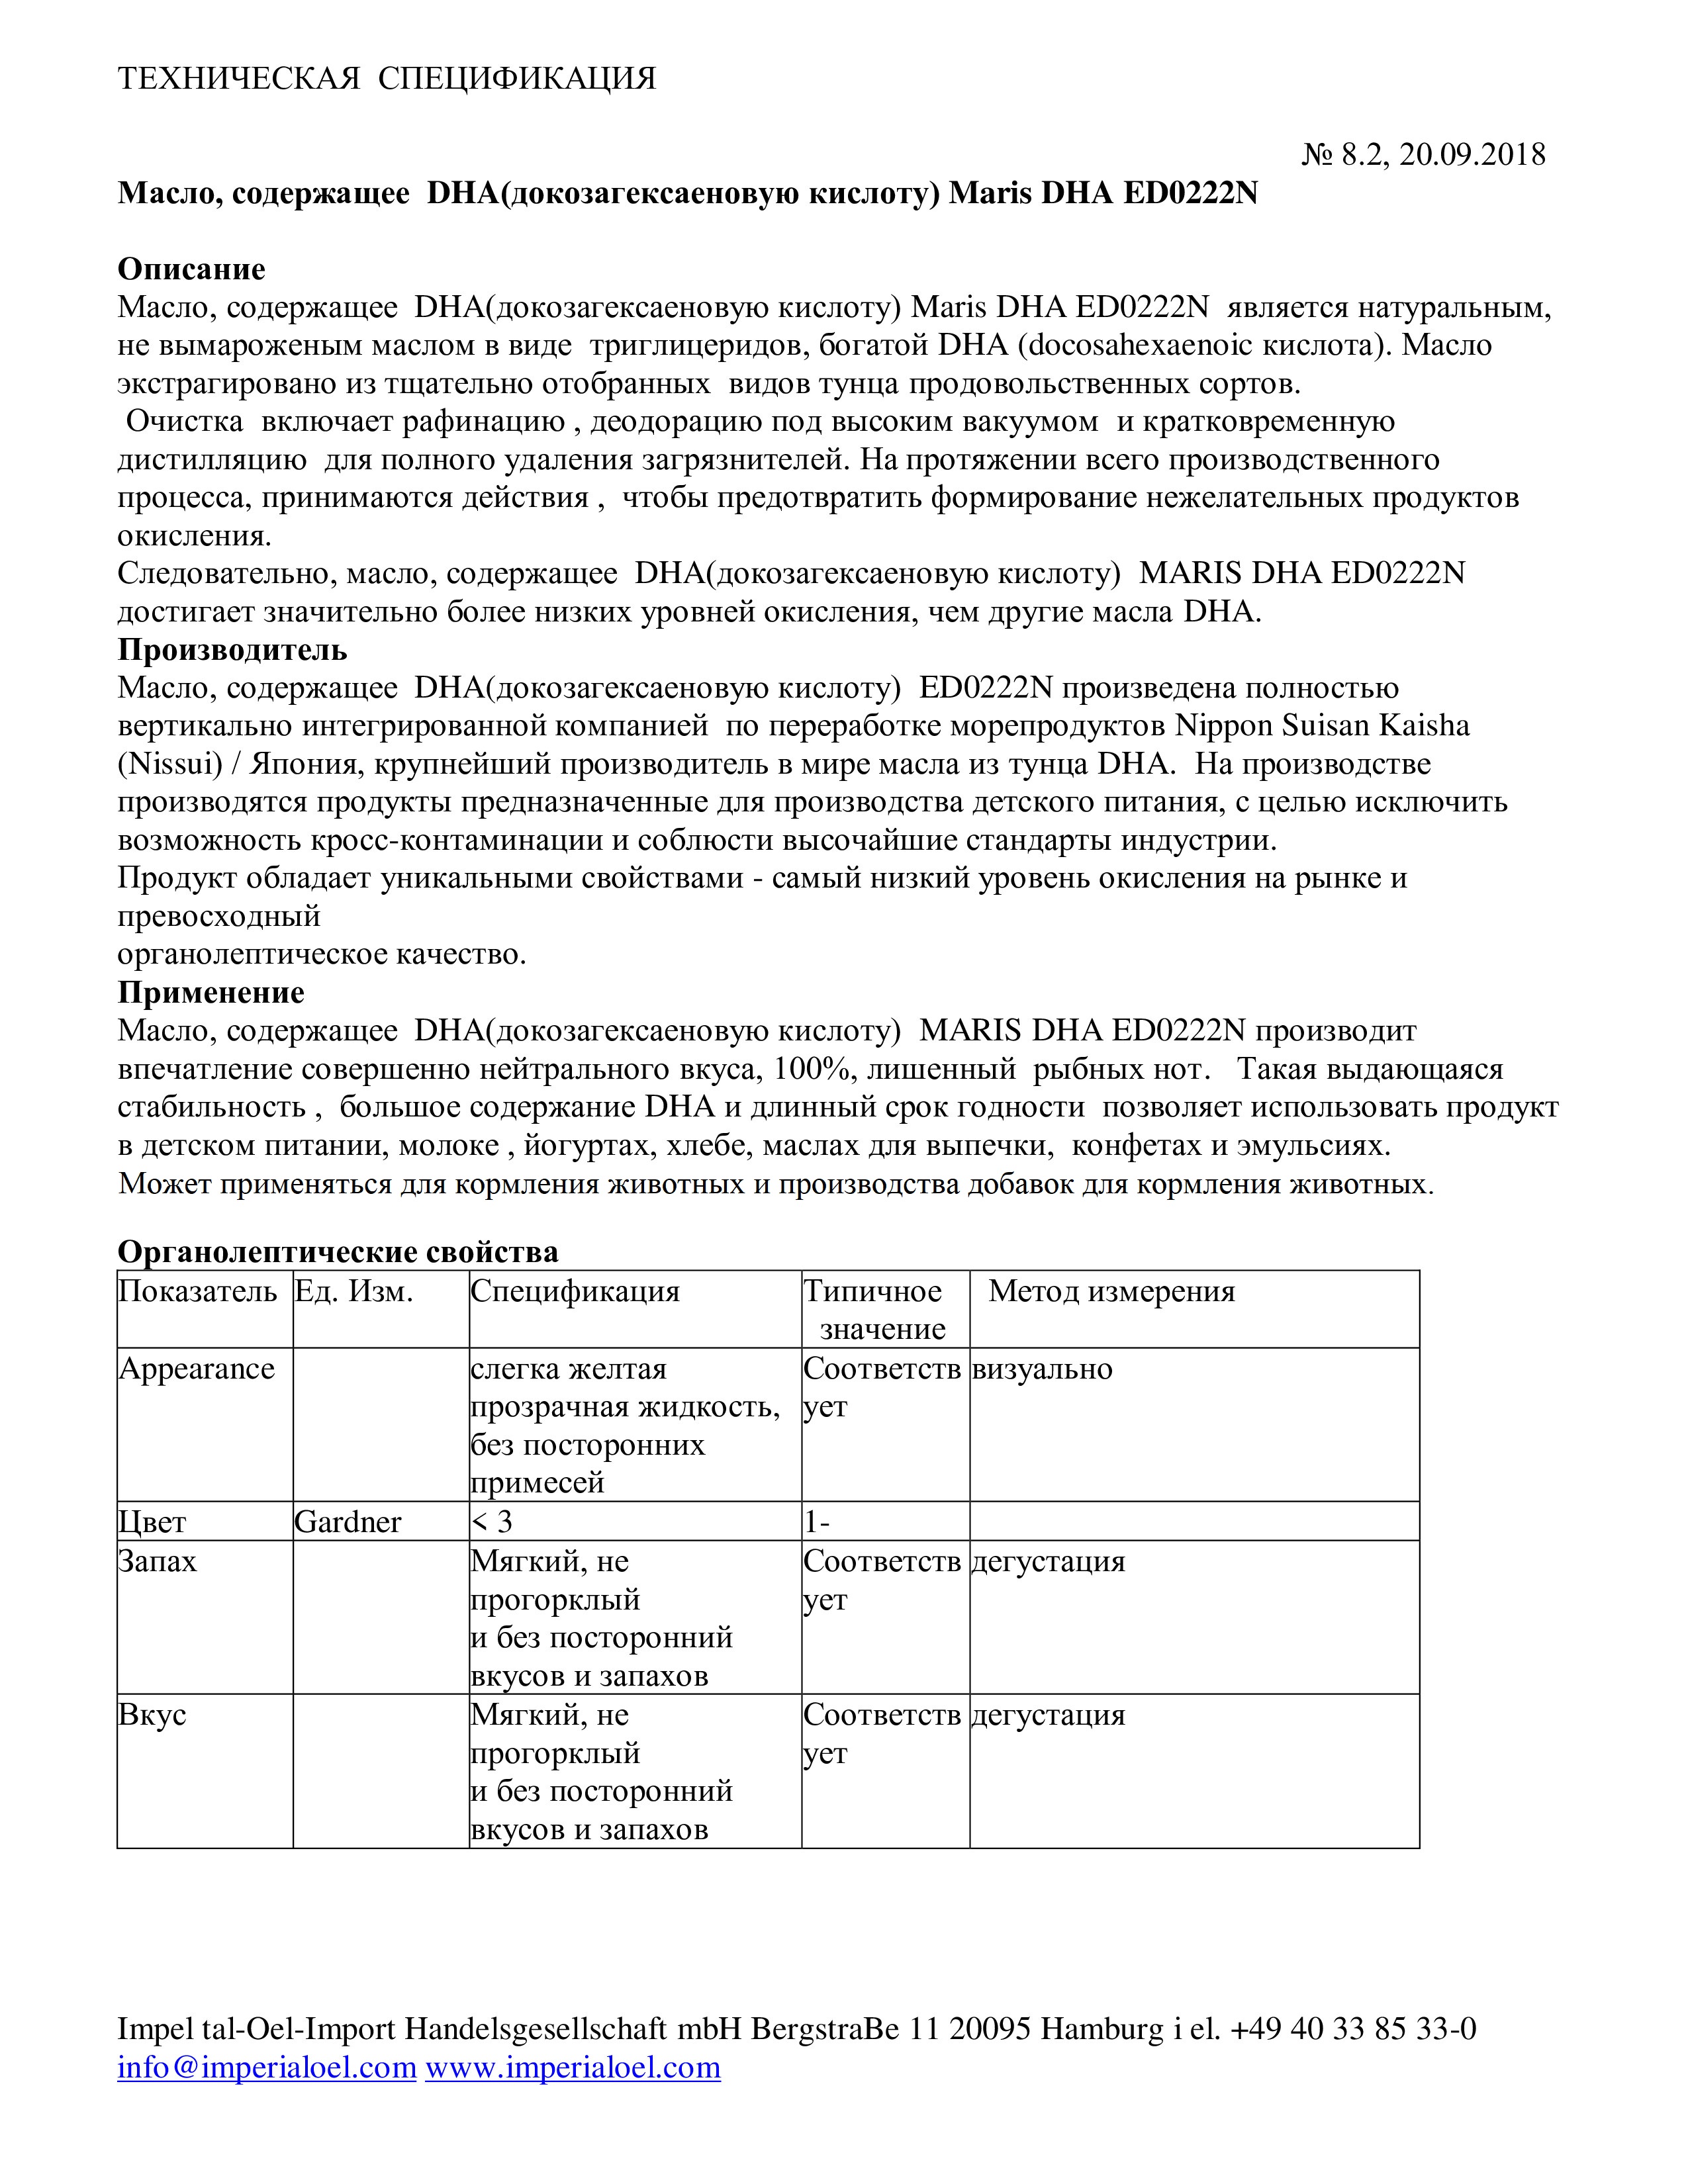 ТЕХНИЧЕСКАЯ СПЕЦИФИКАЦИЯ
№ 8.2, 20.09.2018
Масло, содержащее DHA(докозагексаеновую кислоту) Maris DHA ED0222N
Описание
Масло, содержащее DHA(докозагексаеновую кислоту) Maris DHA ED0222N является натуральным,
не вымароженым маслом в виде триглицеридов, богатой DHA (docosahexaenoic кислота). Масло
экстрагировано из тщательно отобранных видов тунца продовольственных сортов.
Очистка включает рафинацию , деодорацию под высоким вакуумом и кратковременную
дистилляцию для полного удаления загрязнителей. На протяжении всего производственного
процесса, принимаются действия , чтобы предотвратить формирование нежелательных продуктов
окисления.
Следовательно, масло, содержащее DHA(докозагексаеновую кислоту) MARIS DHA ED0222N
достигает значительно более низких уровней окисления, чем другие масла DHA.
Производитель
Масло, содержащее DHA(докозагексаеновую кислоту) ED0222N произведена полностью
вертикально интегрированной компанией по переработке морепродуктов Nippon Suisan Kaisha
(Nissui) / Япония, крупнейший производитель в мире масла из тунца DHA. На производстве
производятся продукты предназначенные для производства детского питания, с целью исключить
возможность кросс-контаминации и соблюсти высочайшие стандарты индустрии.
Продукт обладает уникальными свойствами - самый низкий уровень окисления на рынке и
превосходный
органолептическое качество.
Применение
Масло, содержащее DHA(докозагексаеновую кислоту) MARIS DHA ED0222N производит
впечатление совершенно нейтрального вкуса, 100%, лишенный рыбных нот. Такая выдающаяся
стабильность , большое содержание DHA и длинный срок годности позволяет использовать продукт
в детском питании, молоке , йогуртах, хлебе, маслах для выпечки, конфетах и эмульсиях.
Может применяться для кормления животных и производства добавок для кормления животных.
Органолептические свойства
Показатель Ед. Изм. Спецификация Типичное Метод измерения
значение
Appearance слегка желтая Соответств визуально
прозрачная жидкость, ует
без посторонних
примесей
Цвет Gardner < 3 1-
Запах Мягкий, не Соответств дегустация
прогорклый ует
и без посторонний
вкусов и запахов
Вкус Мягкий, не Соответств дегустация
прогорклый ует
и без посторонний
вкусов и запахов
Impel tal-Oel-Import Handelsgesellschaft mbH BergstraBe 11 20095 Hamburg i el. +49 40 33 85 33-0
info@imperialoel.com www.imperialoel.com